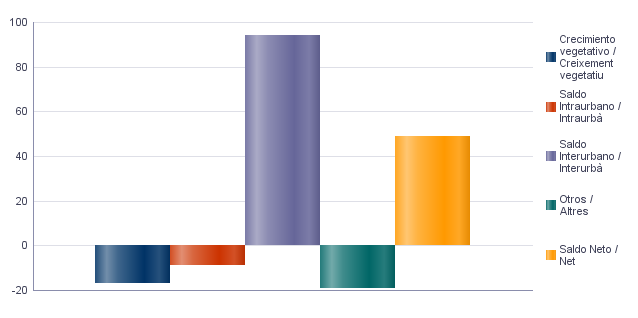 100
80
60
40
20
0
-20
Crecimiento
vegetativo /
Creixement
vegetatiu
Saldo
Intraurbano /
Intraurbà
Saldo
Interurbano /
Interurbà
Otros /
Altres
Saldo Neto /
Net